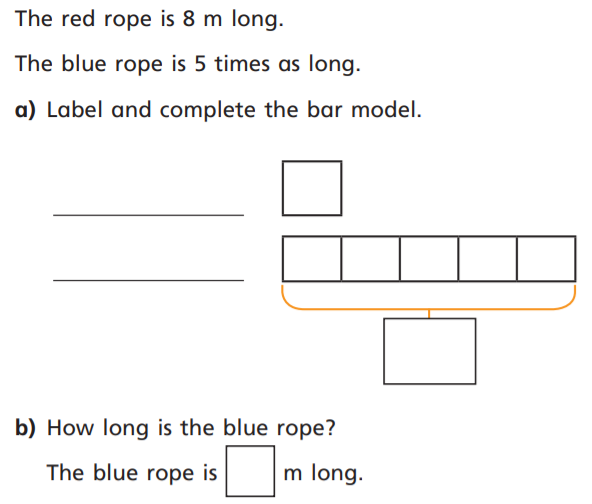 The red rope is 8 m long.
The blue rope is 5 times as long.
a) Label and complete the bar model.
b) How long is the blue rope?
The blue rope is m long.